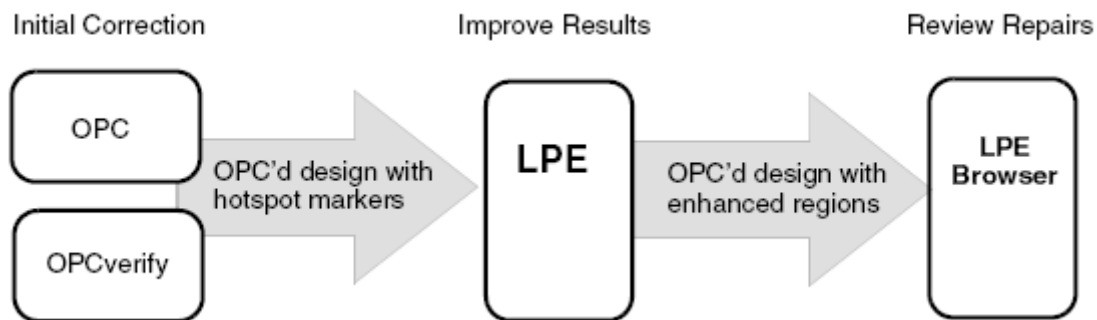 Initial Correction
Improve Results
Review Repairs
OPC
OPCverify
OPC'd design with
hotspot markers
LPE
OPC'd design with
enhanced regions
LPE
Browser